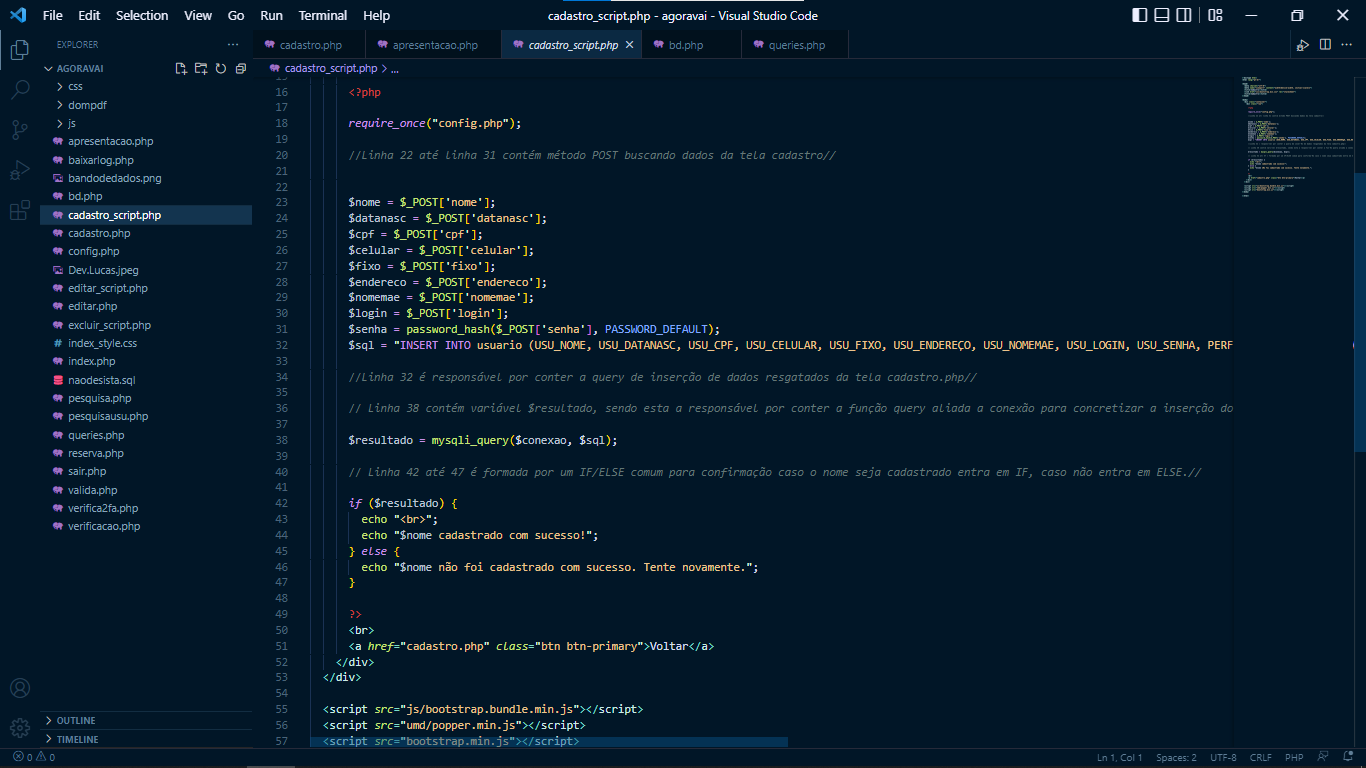 File Edit Selection View Go Run Terminal Help
cadastro_script.php - agoravai - Visual Studio Code
EXPLORER
AGORAVAI
css
dompdf
js
apresentacao.php
baixarlog.php
bandodedados.png
bd.php
cadastro_script.php
cadastro.php
config.php
Dev.Lucas.jpeg
editar_script.php
editar.php
excluir_script.php
index_style.css
index.php
naodesista.sql
pesquisa.php
pesquisausu.php
queries.php
reserva.php
sair.php
valida.php
verifica2fa.php
verificacao.php
OUTLINE
TIMELINE
cadastro.php apresentacao.php cadastro_script.php bd.php queries.php
cadastro_script.php > ...
16 <?php
17
18 require_once("config.php");
19
20 //Linha 22 até linha 31 contém método POST buscando dados da tela cadastro//
21
22
23 $nome = $_POST['nome'];
24 $datanasc = $_POST['datanasc'];
25 $cpf = $_POST['cpf'];
26 $celular = $_POST['celular'];
27 $fixo = $_POST['fixo'];
28 $endereco = $_POST['endereco'];
29 $nomemae = $_POST['nomemae'];
30 $login = $_POST['login'];
31 $senha = password_hash($_POST['senha'], PASSWORD_DEFAULT);
32 $sql = "INSERT INTO usuario (USU_NOME, USU_DATANASC, USU_CPF, USU_CELULAR, USU_FIXO, USU_ENDEREÇO, USU_NOMEMAE, USU_LOGIN, USU_SENHA, PERF
33
34 //Linha 32 é responsável por conter a query de inserção de dados resgatados da tela cadastro.php//
35
36 // Linha 38 contém variável $resultado, sendo esta a responsável por conter a função query aliada a conexão para concretizar a inserção do
37
38 $resultado = mysqli_query($conexao, $sql);
39
40 // Linha 42 até 47 é formada por um IF/ELSE comum para confirmação caso o nome seja cadastrado entra em IF, caso não entra em ELSE.//
41
42 if ($resultado) {
43 echo "<br>";
44 echo "$nome cadastrado com sucesso!";
45 } else {
46 echo "$nome não foi cadastrado com sucesso. Tente novamente.";
47 }
48
49 ?>
50 <br>
51 <a href="cadastro.php" class="btn btn-primary">Voltar</a>
52 </div>
53 </div>
54
55 <script src="js/bootstrap.bundle.min.js"></script>
56 <script src="umd/popper.min.js"></script>
57 <script src="bootstrap.min.js"></script>
0 0 Ln 1, Col 1 Spaces: 2 UTF-8 CRLF PHP